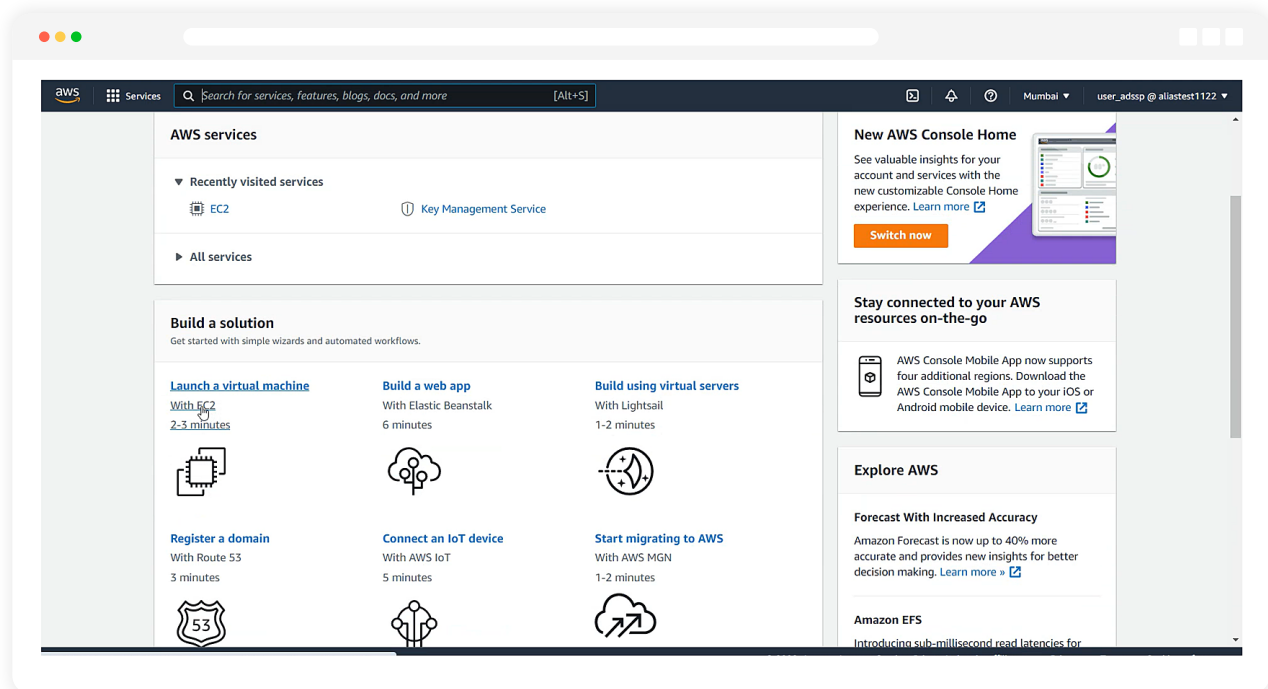 aws
Services
Search for services, features, blogs, docs, and more
[Alt+S]
Mumbai
user_adssp @ aliastest1122
AWS services
Recently visited services
EC2
Key Management Service
All services
Build a solution
Get started with simple wizards and automated workflows.
Launch a virtual machine
With EC2
2-3 minutes
Build a web app
With Elastic Beanstalk
6 minutes
Build using virtual servers
With Lightsail
1-2 minutes
Register a domain
With Route 53
3 minutes
53
Connect an IoT device
With AWS IoT
5 minutes
Start migrating to AWS
With AWS MGN
1-2 minutes
New AWS Console Home
See valuable insights for your
account and services with the
new customizable Console Home
experience. Learn more
Switch now
Stay connected to your AWS
resources on-the-go
AWS Console Mobile App now supports
four additional regions. Download the
AWS Console Mobile App to your iOS or
Android mobile device. Learn more
Explore AWS
Forecast With Increased Accuracy
Amazon Forecast is now up to 40% more
accurate and provides new insights for better
decision making. Learn more »
Amazon EFS
Introducing sub-millisecond read latencies for